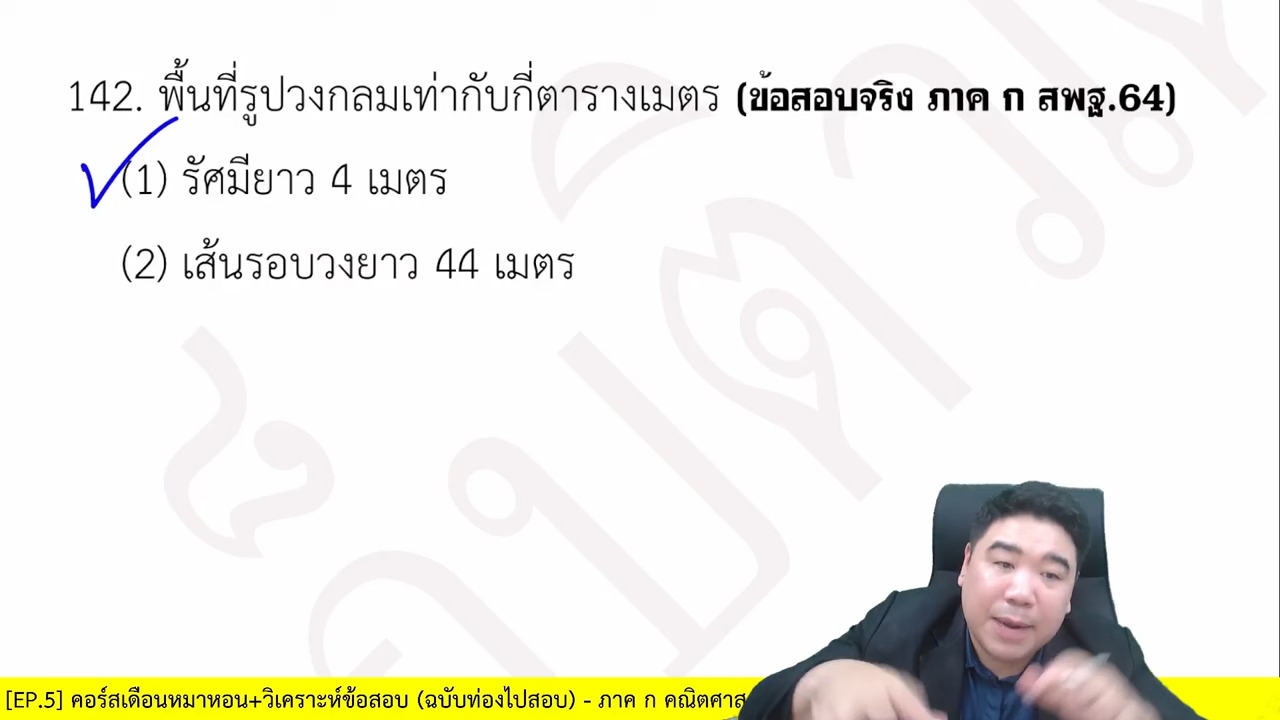 142. พื้นที่รูปวงกลมเท่ากับกี่ตารางเมตร (ข้อสอบจริง ภาค ก สพฐ.64)
(1) รัศมียาว 4 เมตร
(2) เส้นรอบวงยาว 44 เมตร
[EP.5] คอร์สเดือนหมาหอน+วิเคราะห์ข้อสอบ (ฉบับท่องไปสอบ) - ภาค ก